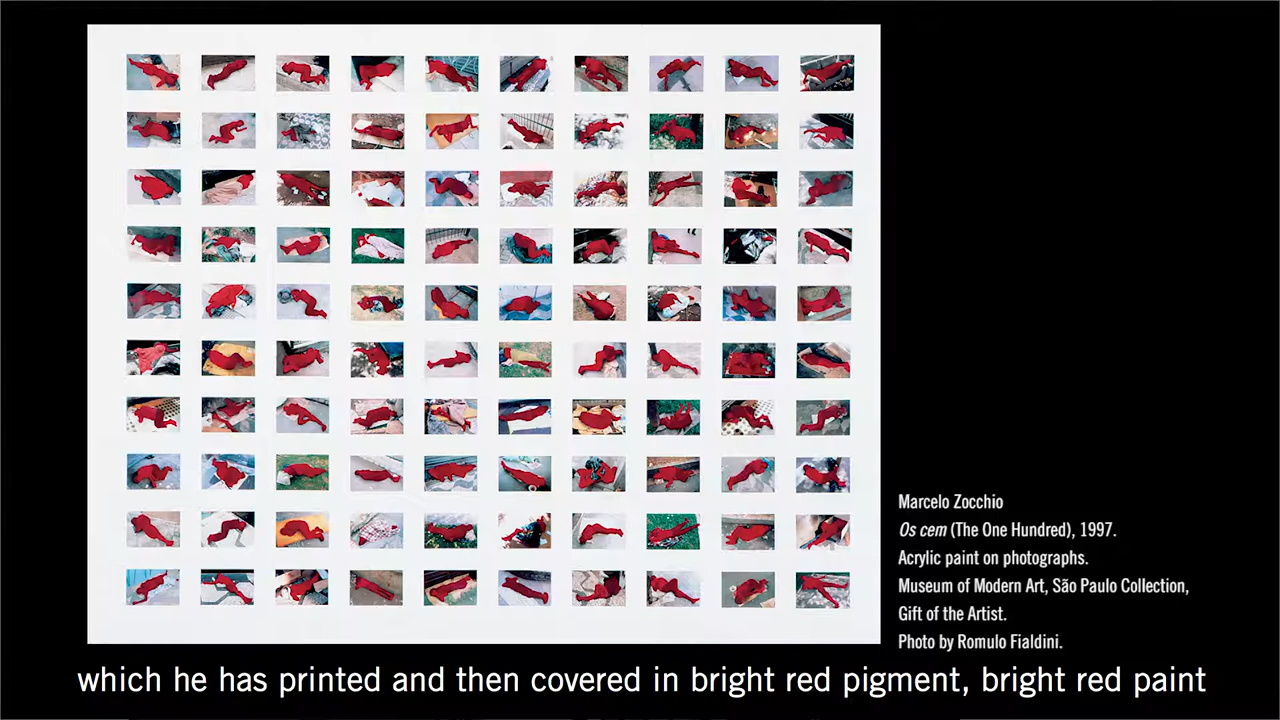 Marcelo Zocchio
Os cem (The One Hundred), 1997.
Acrylic paint on photographs.
Museum of Modern Art, São Paulo Collection,
Gift of the Artist.
Photo by Romulo Fialdini.
which he has printed and then covered in bright red pigment, bright red paint